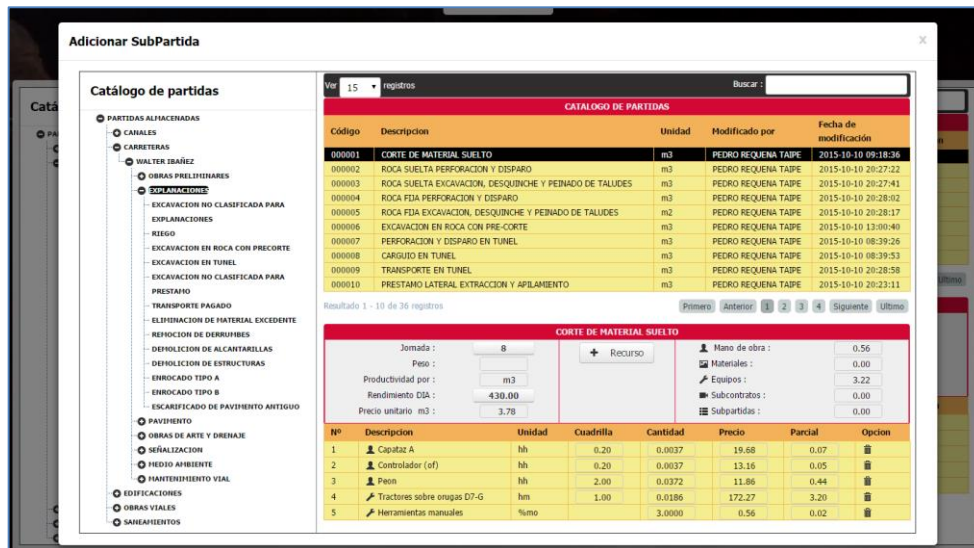 Adicionar SubPartida
x
Catálogo de partidas
PARTIDAS ALMACENADAS
CANALES
CARRETERAS
WALTER IBAÑEZ
OBRAS PRELIMINARES
EXPLANACIONES
EXCAVACION NO CLASIFICADA PARA
EXPLANACIONES
RIEGO
EXCAVACION EN ROCA CON PRECORTE
EXCAVACION EN TUNEL
EXCAVACION NO CLASIFICADA PARA
PRESTAMO
TRANSPORTE PAGADO
ELIMINACION DE MATERIAL EXCEDENTE
REMOCION DE DERRUMBES
DEMOLICION DE ALCANTARILLAS
DEMOLICION DE ESTRUCTURAS
ENROCADO TIPO A
ENROCADO TIPO B
ESCARIFICADO DE PAVIMENTO ANTIGUO
PAVIMENTO
OBRAS DE ARTE Y DRENAJE
SEÑALIZACION
MEDIO AMBIENTE
MANTENIMIENTO VIAL
EDIFICACIONES
OBRAS VIALES
SANEAMIENTOS
Ver 15 registros Buscar :
CATALOGO DE PARTIDAS
Código Descripcion Unidad Modificado por Fecha de modificación
000001 CORTE DE MATERIAL SUELTO m3 PEDRO REQUENA TAIPE 2015-10-10 09:18:36
000002 ROCA SUELTA PERFORACION Y DISPARO m3 PEDRO REQUENA TAIPE 2015-10-10 20:27:22
000003 ROCA SUELTA EXCAVACION, DESQUINCHE Y PEINADO DE TALUDES m3 PEDRO REQUENA TAIPE 2015-10-10 20:27:41
000004 ROCA FIJA PERFORACION Y DISPARO m3 PEDRO REQUENA TAIPE 2015-10-10 20:28:02
000005 ROCA FIJA EXCAVACION, DESQUINCHE Y PEINADO DE TALUDES m2 PEDRO REQUENA TAIPE 2015-10-10 20:28:17
000006 EXCAVACION EN ROCA CON PRE-CORTE m3 PEDRO REQUENA TAIPE 2015-10-10 13:00:40
000007 PERFORACION Y DISPARO EN TUNEL m3 PEDRO REQUENA TAIPE 2015-10-10 08:39:26
000008 CARGUIO EN TUNEL m3 PEDRO REQUENA TAIPE 2015-10-10 08:39:53
000009 TRANSPORTE EN TUNEL m3 PEDRO REQUENA TAIPE 2015-10-10 20:28:58
000010 PRESTAMO LATERAL EXTRACCION Y APILAMIENTO m3 PEDRO REQUENA TAIPE 2015-10-10 20:23:11
Resultado 1 - 10 de 36 registros Primero Anterior 1 2 3 4 Siguiente Ultimo
CORTE DE MATERIAL SUELTO
Jornada : 8 + Recurso Mano de obra : 0.56
Peso : Materiales : 0.00
Productividad por : m3 Equipos : 3.22
Rendimiento DIA : 430.00 Subcontratos : 0.00
Precio unitario m3 : 3.78 Subpartidas : 0.00
Nº Descripcion Unidad Cuadrilla Cantidad Precio Parcial Opcion
1 Capataz A hh 0.20 0.0037 19.68 0.07
2 Controlador (of) hh 0.20 0.0037 13.16 0.05
3 Peon hh 2.00 0.0372 11.86 0.44
4 Tractores sobre orugas D7-G hm 1.00 0.0186 172.27 3.20
5 Herramientas manuales %mo 3.0000 0.56 0.02